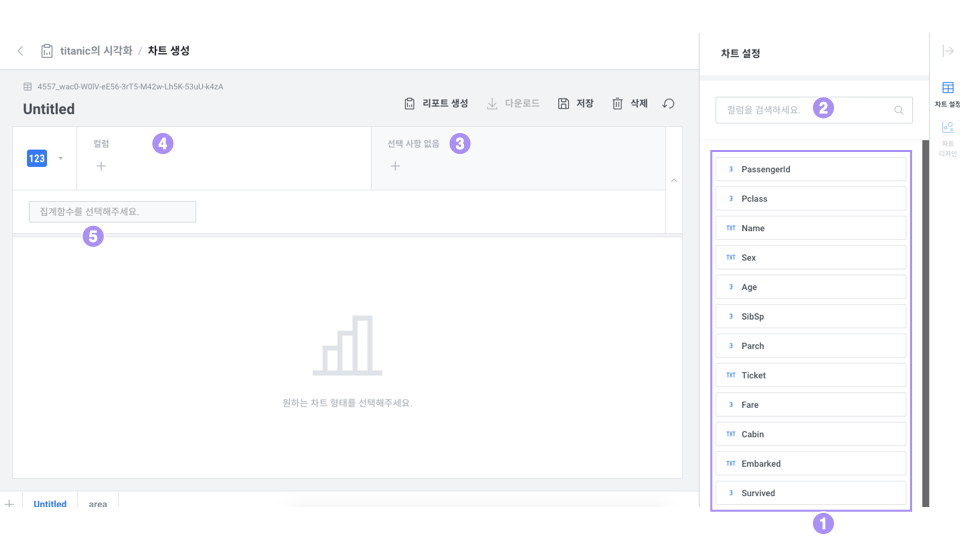 titanic의 시각화 / 차트 생성
4557_wac0-W0lV-eE56-3rT5-M42w-Lh5K-53uU-k4zA
Untitled
리포트 생성
다운로드
저장
삭제
123
컬럼
4
선택 사항 없음
3
집계함수를 선택해주세요.
5
원하는 차트 형태를 선택해주세요.
Untitled
area
차트 설정
컬럼을 검색하세요.
2
3 PassengerId
3 Pclass
TXT Name
TXT Sex
3 Age
3 SibSp
3 Parch
TXT Ticket
3 Fare
TXT Cabin
TXT Embarked
3 Survived
1
차트 설정
차트
디자인